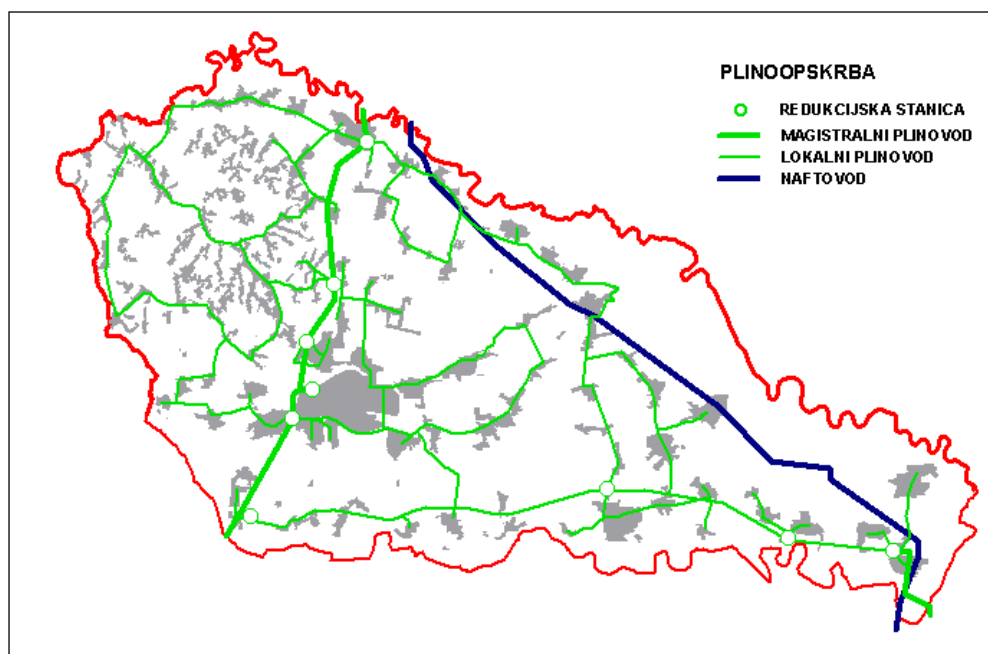 PLINOOPSKRBA
REDUKCIJSKA STANICA
MAGISTRALNI PLINOVOD
LOKALNI PLINOVOD
NAFTOVOD